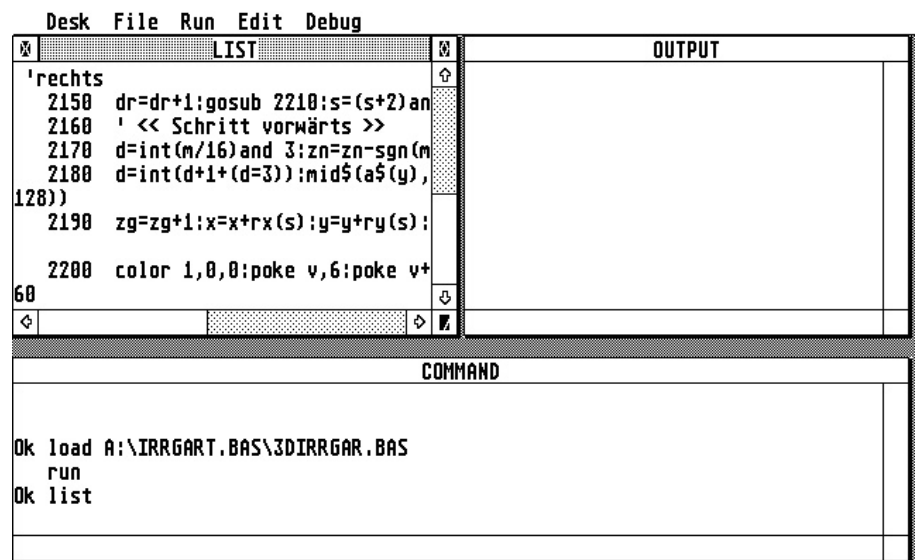 Desk File Run Edit Debug
LIST
'rechts
2150 dr=dr+1:gosub 2210:s=(s+2)an
2160 ' << Schritt vorwärts >>
2170 d=int(m/16)and 3:zn=zn-sgn(m
2180 d=int(d+1+(d=3)):mid$(a$(y),
128))
2190 zg=zg+1:x=x+rx(s):y=y+ry(s):
2200 color 1,0,0:poke v,6:poke v+
60
OUTPUT
COMMAND
Ok load A:\IRRGART.BAS\3DIRRGAR.BAS
run
Ok list